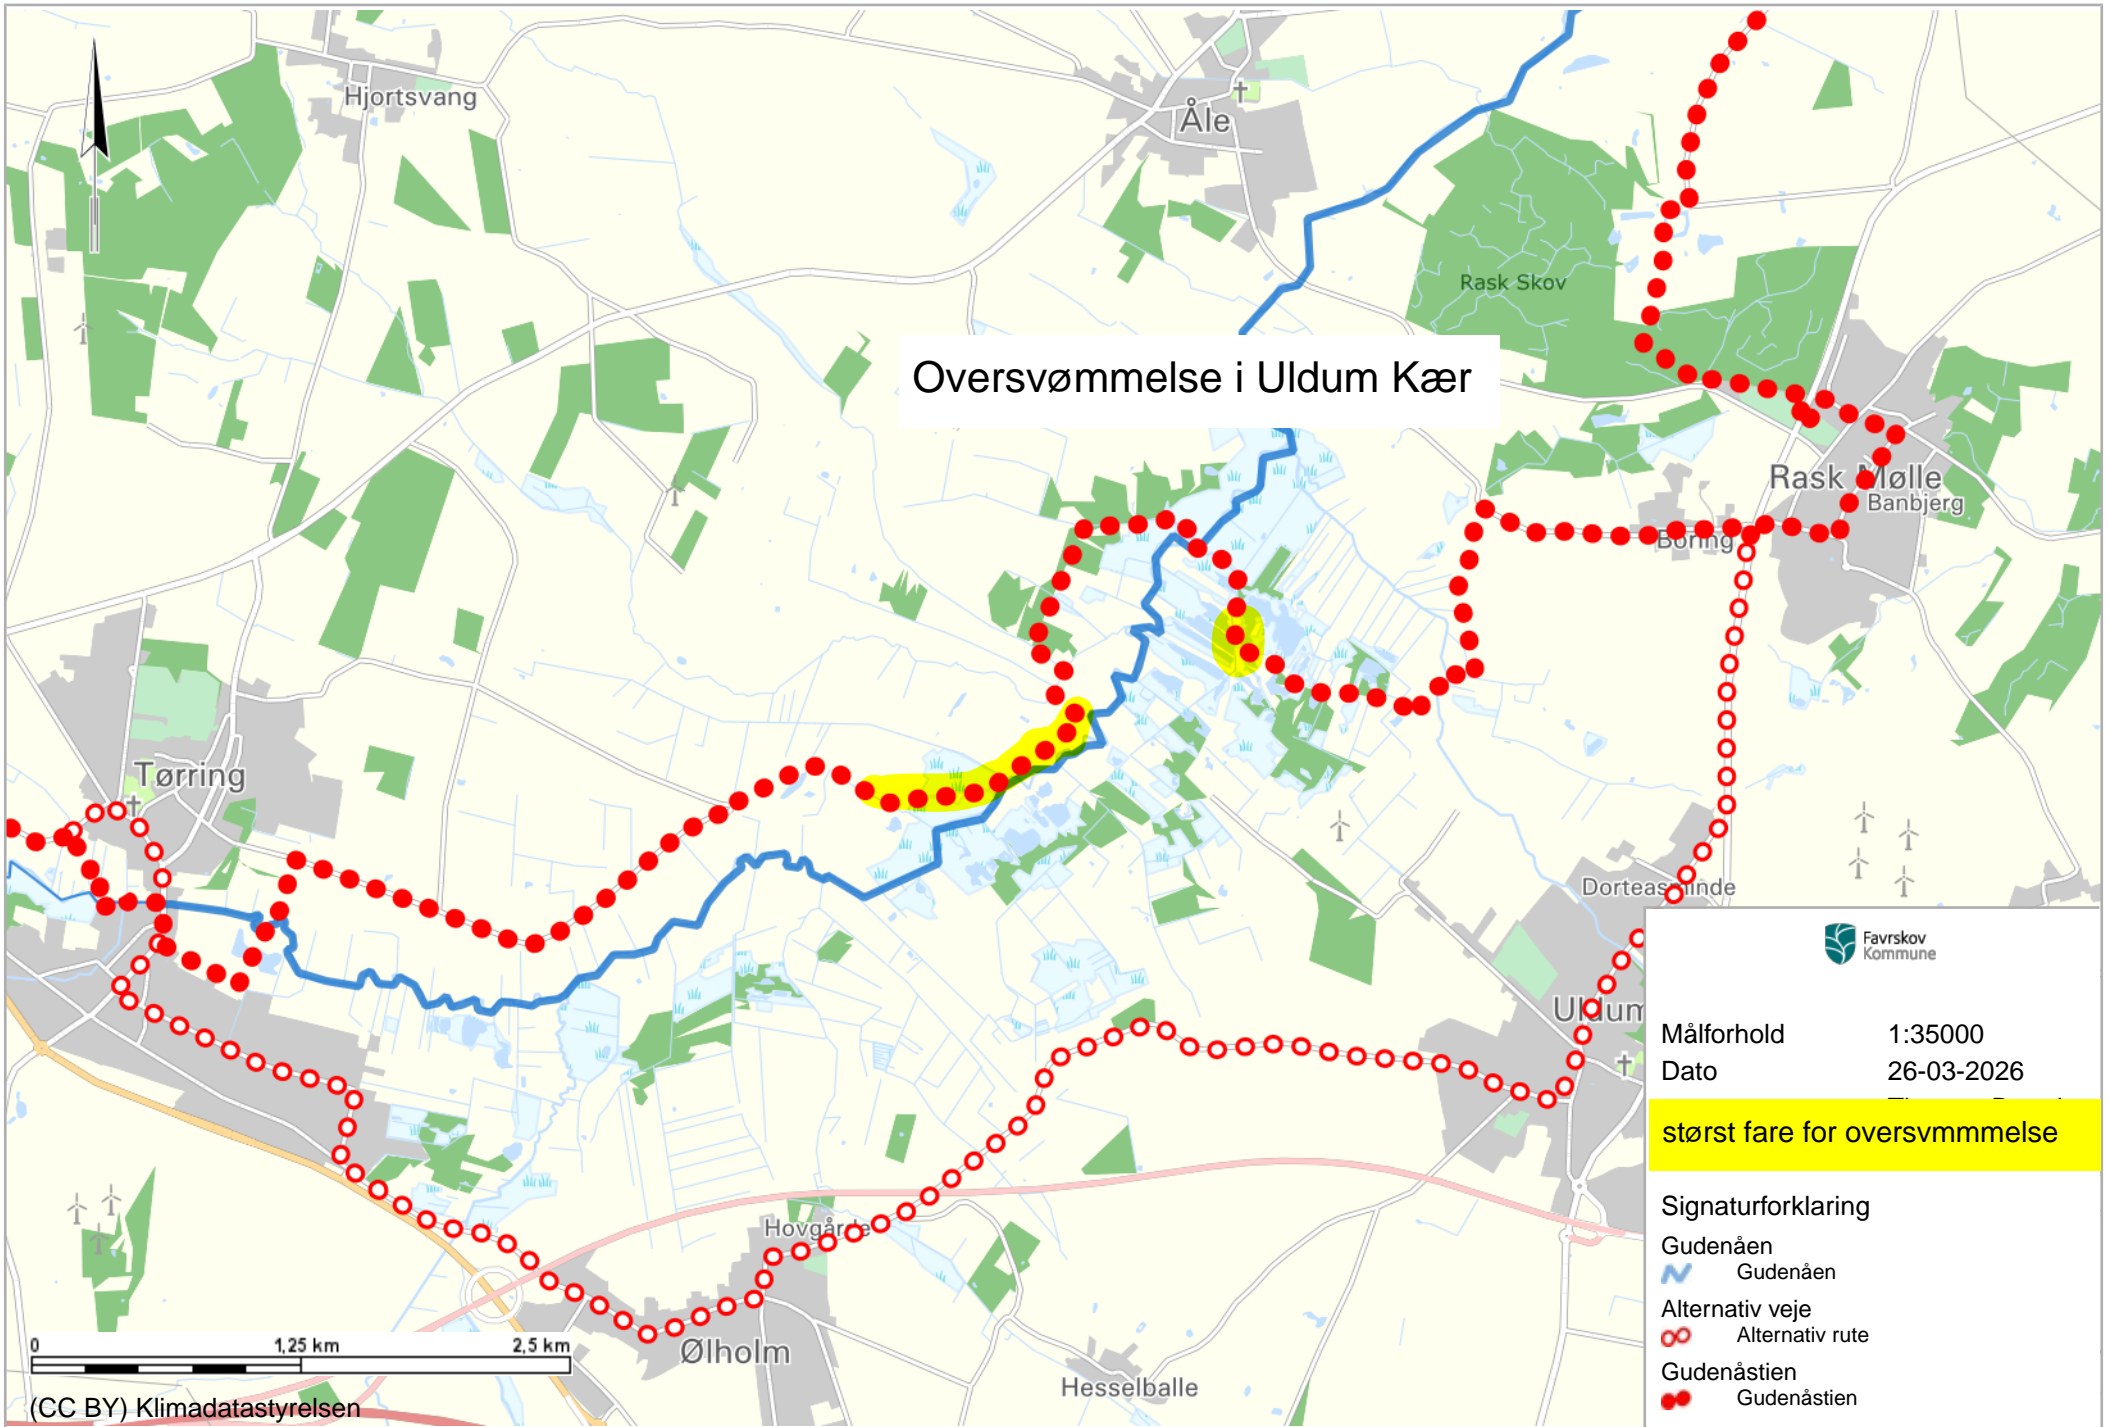 Hjortsvang
Åle
Rask Skov
Oversvømmelse i Uldum Kær
Rask Mølle
Banbjerg
Boring
Tørring
Dorteasminde
Uldum
Hovgårde
Ølholm
Hesselballe
0 1,25 km 2,5 km
(CC BY) Klimadatastyrelsen
Favrskov
Kommune
Målforhold 1:35000
Dato 26-03-2026
størst fare for oversvmmmelse
Signaturforklaring
Gudenåen
Gudenåen
Alternativ veje
Alternativ rute
Gudenåstien
Gudenåstien